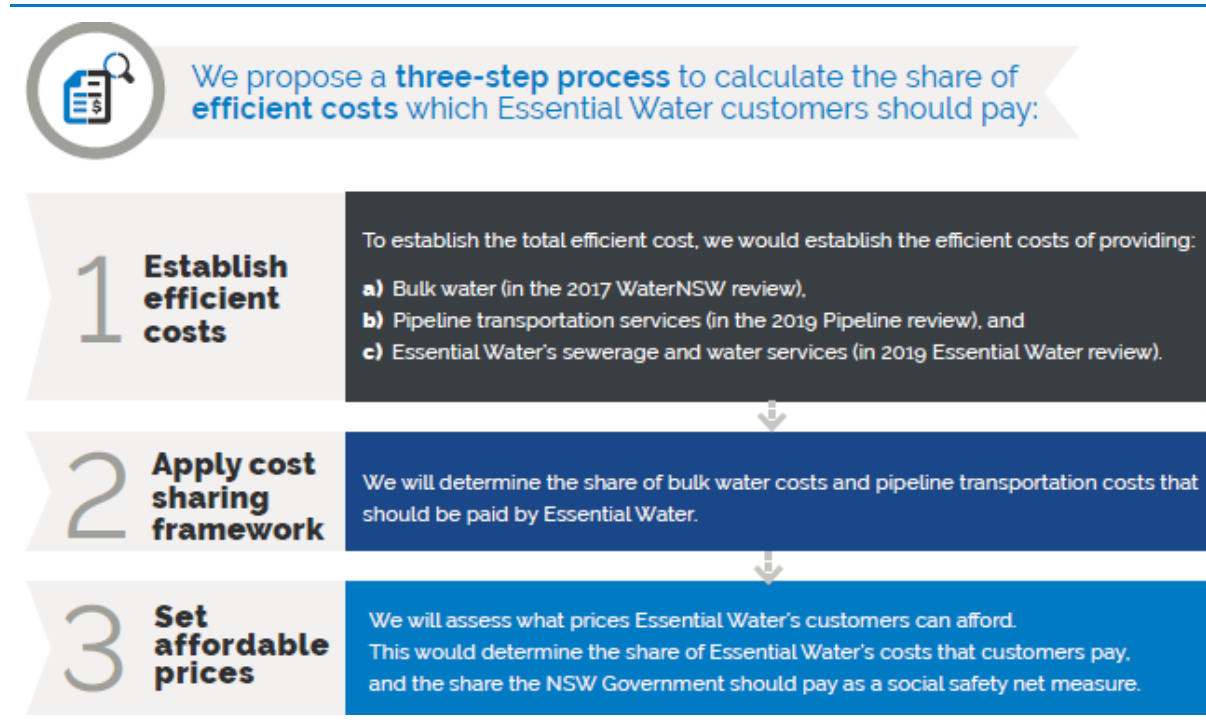 We propose a three-step process to calculate the share of
efficient costs which Essential Water customers should pay:
1
Establish
efficient
costs
To establish the total efficient cost, we would establish the efficient costs of providing:
a) Bulk water (in the 2017 WaterNSW review),
b) Pipeline transportation services (in the 2019 Pipeline review), and
c) Essential Water's sewerage and water services (in 2019 Essential Water review).
2
Apply cost
sharing
framework
We will determine the share of bulk water costs and pipeline transportation costs that
should be paid by Essential Water.
3
Set
affordable
prices
We will assess what prices Essential Water's customers can afford.
This would determine the share of Essential Water's costs that customers pay,
and the share the NSW Government should pay as a social safety net measure.